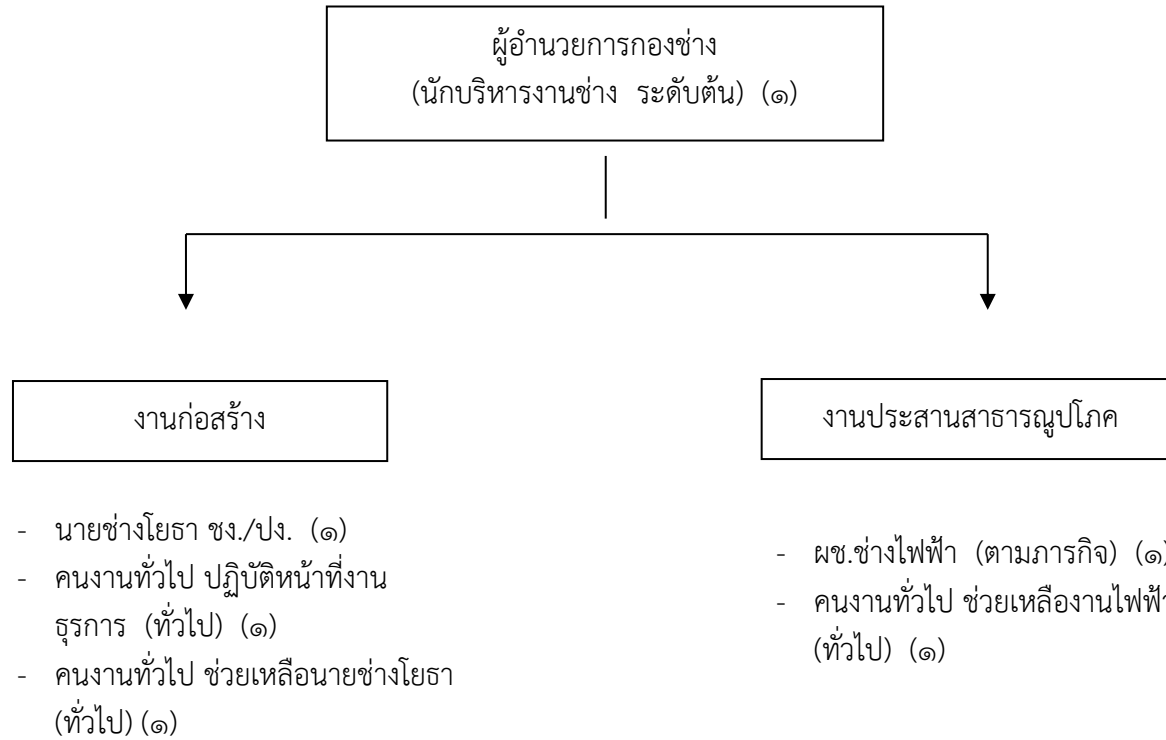 ผู้อำนวยการกองช่าง
(นักบริหารงานช่าง ระดับต้น) (๑)
งานก่อสร้าง
- นายช่างโยธา ชง./ปง. (๑)
- คนงานทั่วไป ปฏิบัติหน้าที่งาน
ธุรการ (ทั่วไป) (๑)
- คนงานทั่วไป ช่วยเหลือนายช่างโยธา
(ทั่วไป) (๑)
งานประสานสาธารณูปโภค
- ผช.ช่างไฟฟ้า (ตามภารกิจ) (๑)
- คนงานทั่วไป ช่วยเหลืองานไฟฟ้า
(ทั่วไป) (๑)